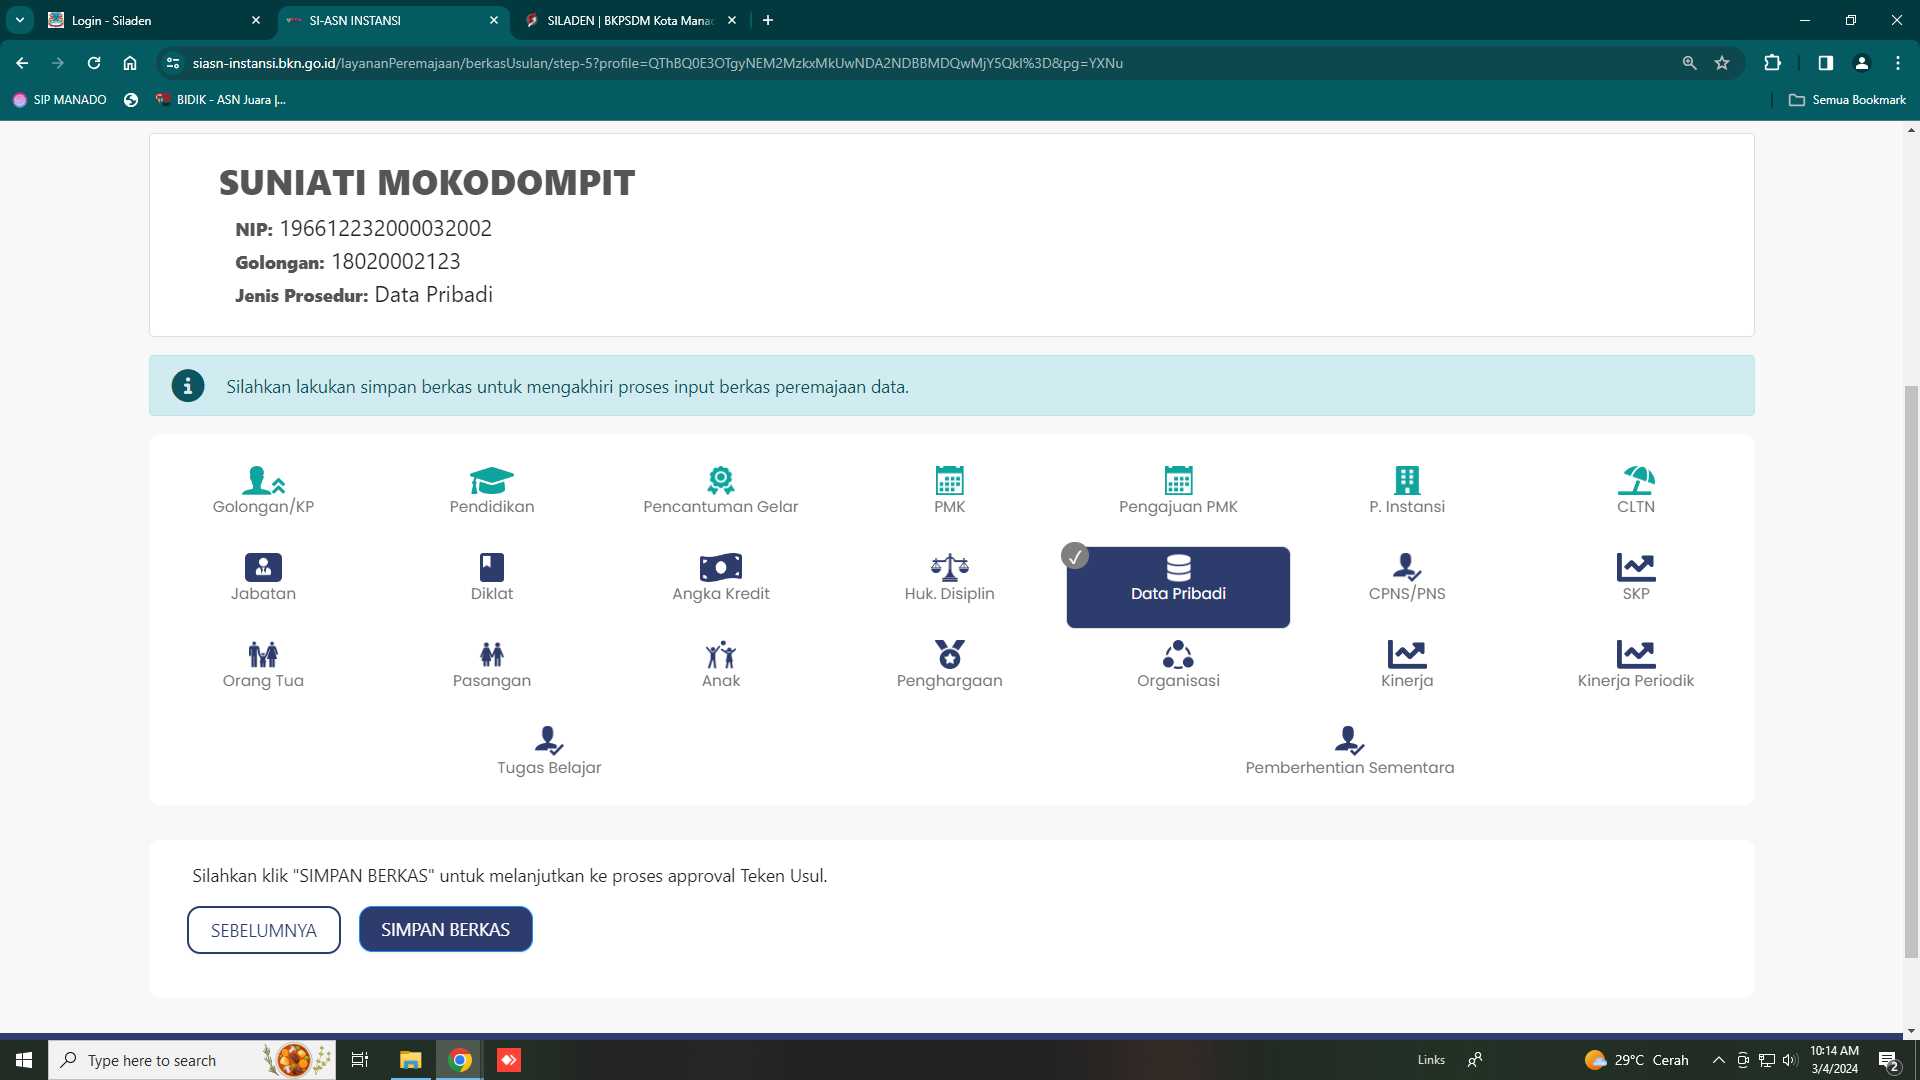 Login - Siladen
SI-ASN INSTANSI
SILADEN | BKPSDM Kota Mana
siasn-instansi.bkn.go.id/layananPeremajaan/berkasUsulan/step-5?profile=QThBQ0E3OTgyNEM2MzkxMkUwNDA2NDBBMDQwMjY5QkI%3D&pg=YXNu
SIP MANADO
BIDIK - ASN Juara |...
Semua Bookmark
SUNIATI MOKODOMPIT
NIP: 196612232000032002
Golongan: 18020002123
Jenis Prosedur: Data Pribadi
Silahkan lakukan simpan berkas untuk mengakhiri proses input berkas peremajaan data.
Golongan/KP
Pendidikan
Pencantuman Gelar
PMK
Pengajuan PMK
P. Instansi
CLTN
Jabatan
Diklat
Angka Kredit
Huk. Disiplin
Data Pribadi
CPNS/PNS
SKP
Orang Tua
Pasangan
Anak
Penghargaan
Organisasi
Kinerja
Kinerja Periodik
Tugas Belajar
Pemberhentian Sementara
Silahkan klik "SIMPAN BERKAS" untuk melanjutkan ke proses approval Teken Usul.
SEBELUMNYA
SIMPAN BERKAS
Type here to search
Links
29°C Cerah
10:14 AM
3/4/2024
2